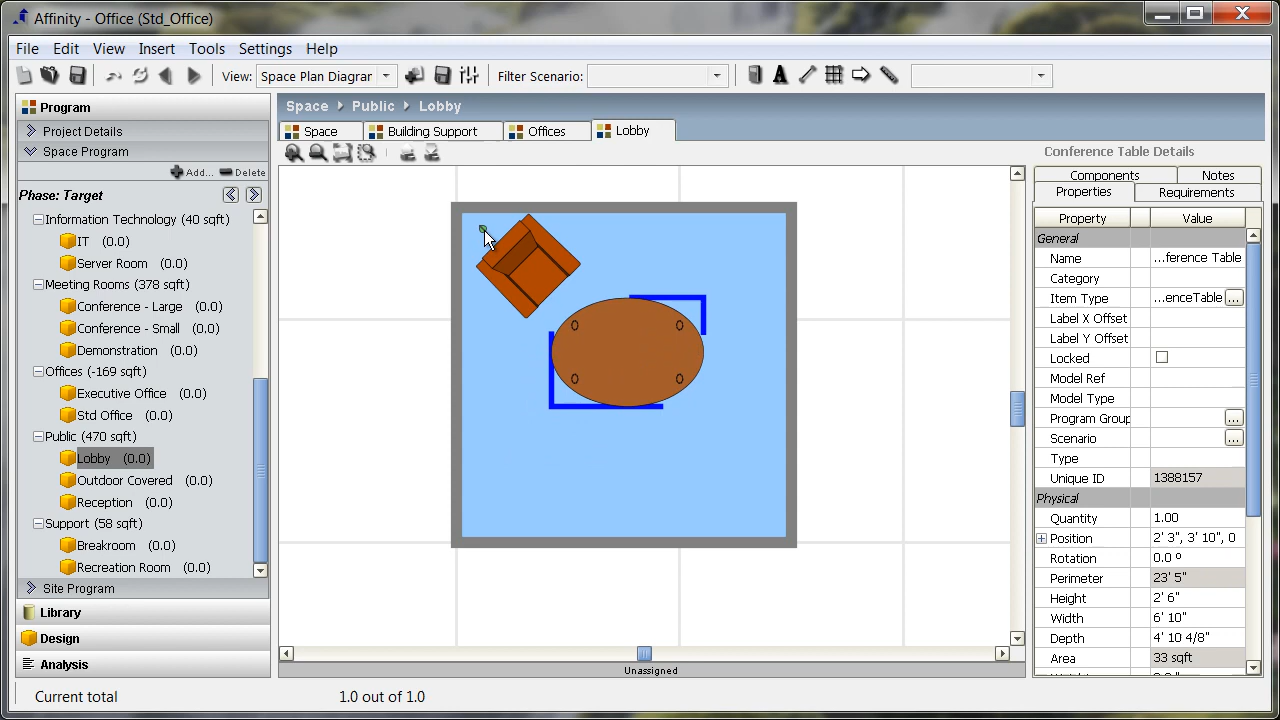 Affinity - Office (Std_Office)
File Edit View Insert Tools Settings Help
View: Space Plan Diagrar Filter Scenario:
Program
Project Details
Space Program
Add... Delete
Phase: Target
Information Technology (40 sqft)
IT (0.0)
Server Room (0.0)
Meeting Rooms (378 sqft)
Conference - Large (0.0)
Conference - Small (0.0)
Demonstration (0.0)
Offices (-169 sqft)
Executive Office (0.0)
Std Office (0.0)
Public (470 sqft)
Lobby (0.0)
Outdoor Covered (0.0)
Reception (0.0)
Support (58 sqft)
Breakroom (0.0)
Recreation Room (0.0)
Site Program
Library
Design
Analysis
Space Public Lobby
Space Building Support Offices Lobby
Unassigned
Conference Table Details
Components Notes
Properties Requirements
Property Value
General
Name ...ference Table
Category
Item Type ...enceTable ...
Label X Offset
Label Y Offset
Locked
Model Ref
Model Type
Program Group ...
Scenario ...
Type
Unique ID 1388157
Physical
Quantity 1.00
Position 2' 3", 3' 10", 0
Rotation 0.0 º
Perimeter 23' 5"
Height 2' 6"
Width 6' 10"
Depth 4' 10 4/8"
Area 33 sqft
Current total 1.0 out of 1.0